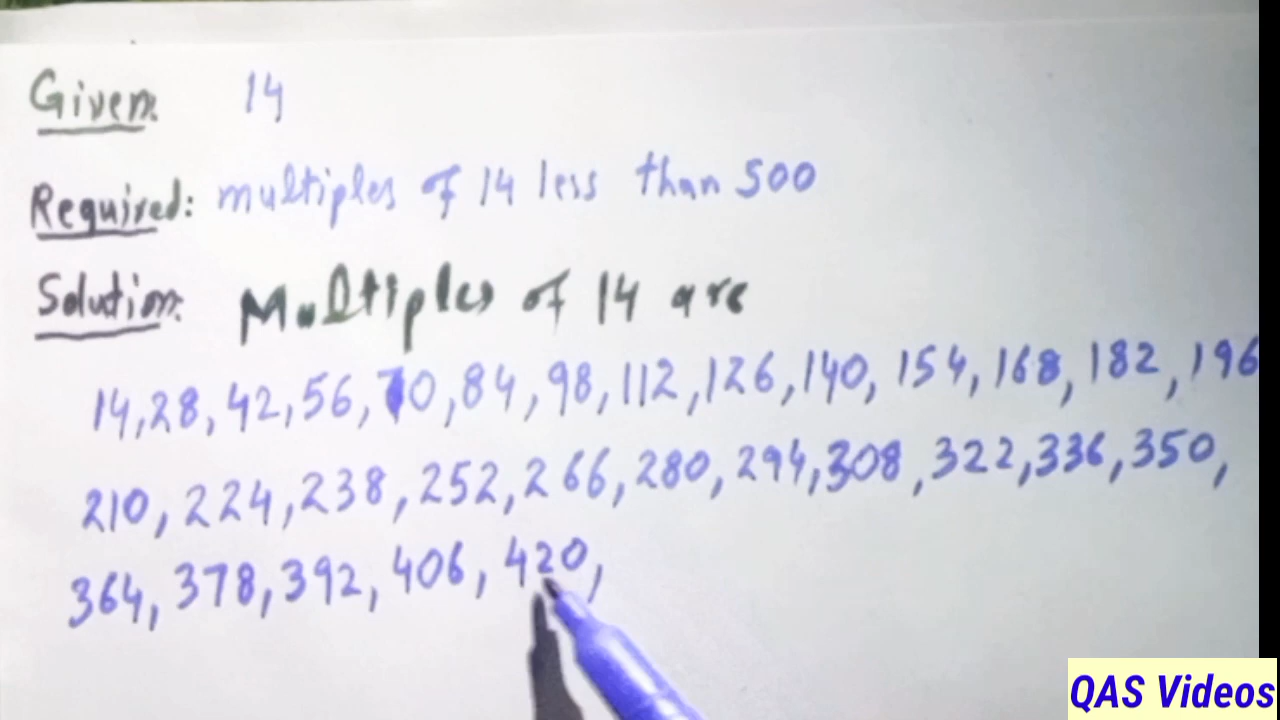 Given: 14
Required: multiples of 14 less than 500
Solution: Multiples of 14 are
14,28,42,56,70,84,98,112,126,140,154,168,182,196
210,224,238,252,266,280,294,308,322,336,350,
364,378,392,406,420,
QAS Videos